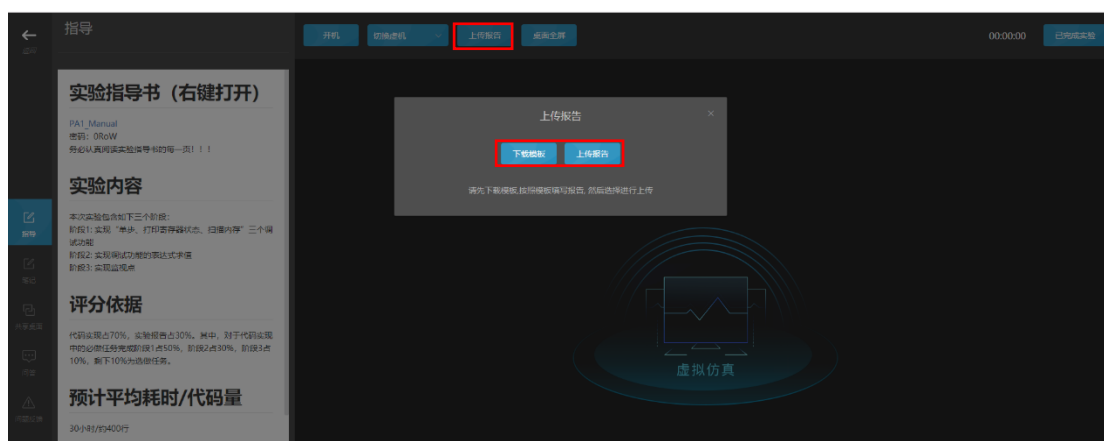 指导
开机
切换虚机
上传报告
桌面全屏
00:00:00
已完成实验
返回
实验指导书（右键打开）
PA1_Manual
密码：0RoW
务必认真阅读实验指导书的每一页！！！
实验内容
本次实验包含如下三个阶段：
阶段1: 实现“单步、打印寄存器状态、扫描内存”三个调
试功能
阶段2: 实现调试功能的表达式求值
阶段3: 实现监视点
评分依据
代码实现占70%，实验报告占30%。其中，对于代码实现
中的必做任务完成阶段1占50%，阶段2占30%，阶段3占
10%，剩下10%为选做任务。
预计平均耗时/代码量
30小时/约400行
指导
上传报告
×
下载模板
上传报告
请先下载模板,按照模板填写报告, 然后选择进行上传
虚拟仿真